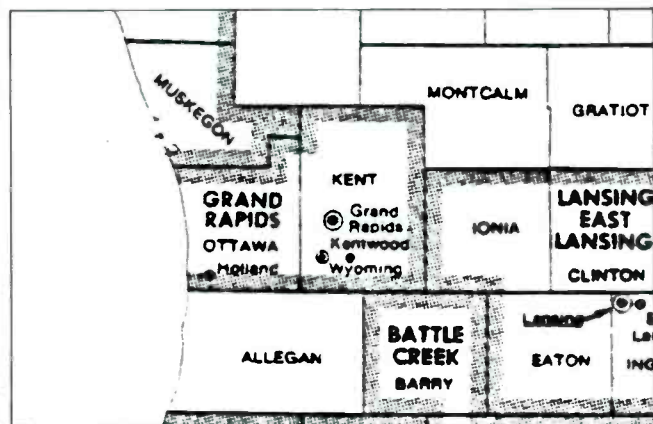 MUSKEGON
MONTCALM
GRATIOT
KENT
GRAND
RAPIDS
OTTAWA
Holland
Grand
Rapids
Kentwood
Wyoming
IONIA
LANSING
EAST
LANSING
CLINTON
Lansing
ALLEGAN
BATTLE
CREEK
BARRY
EATON